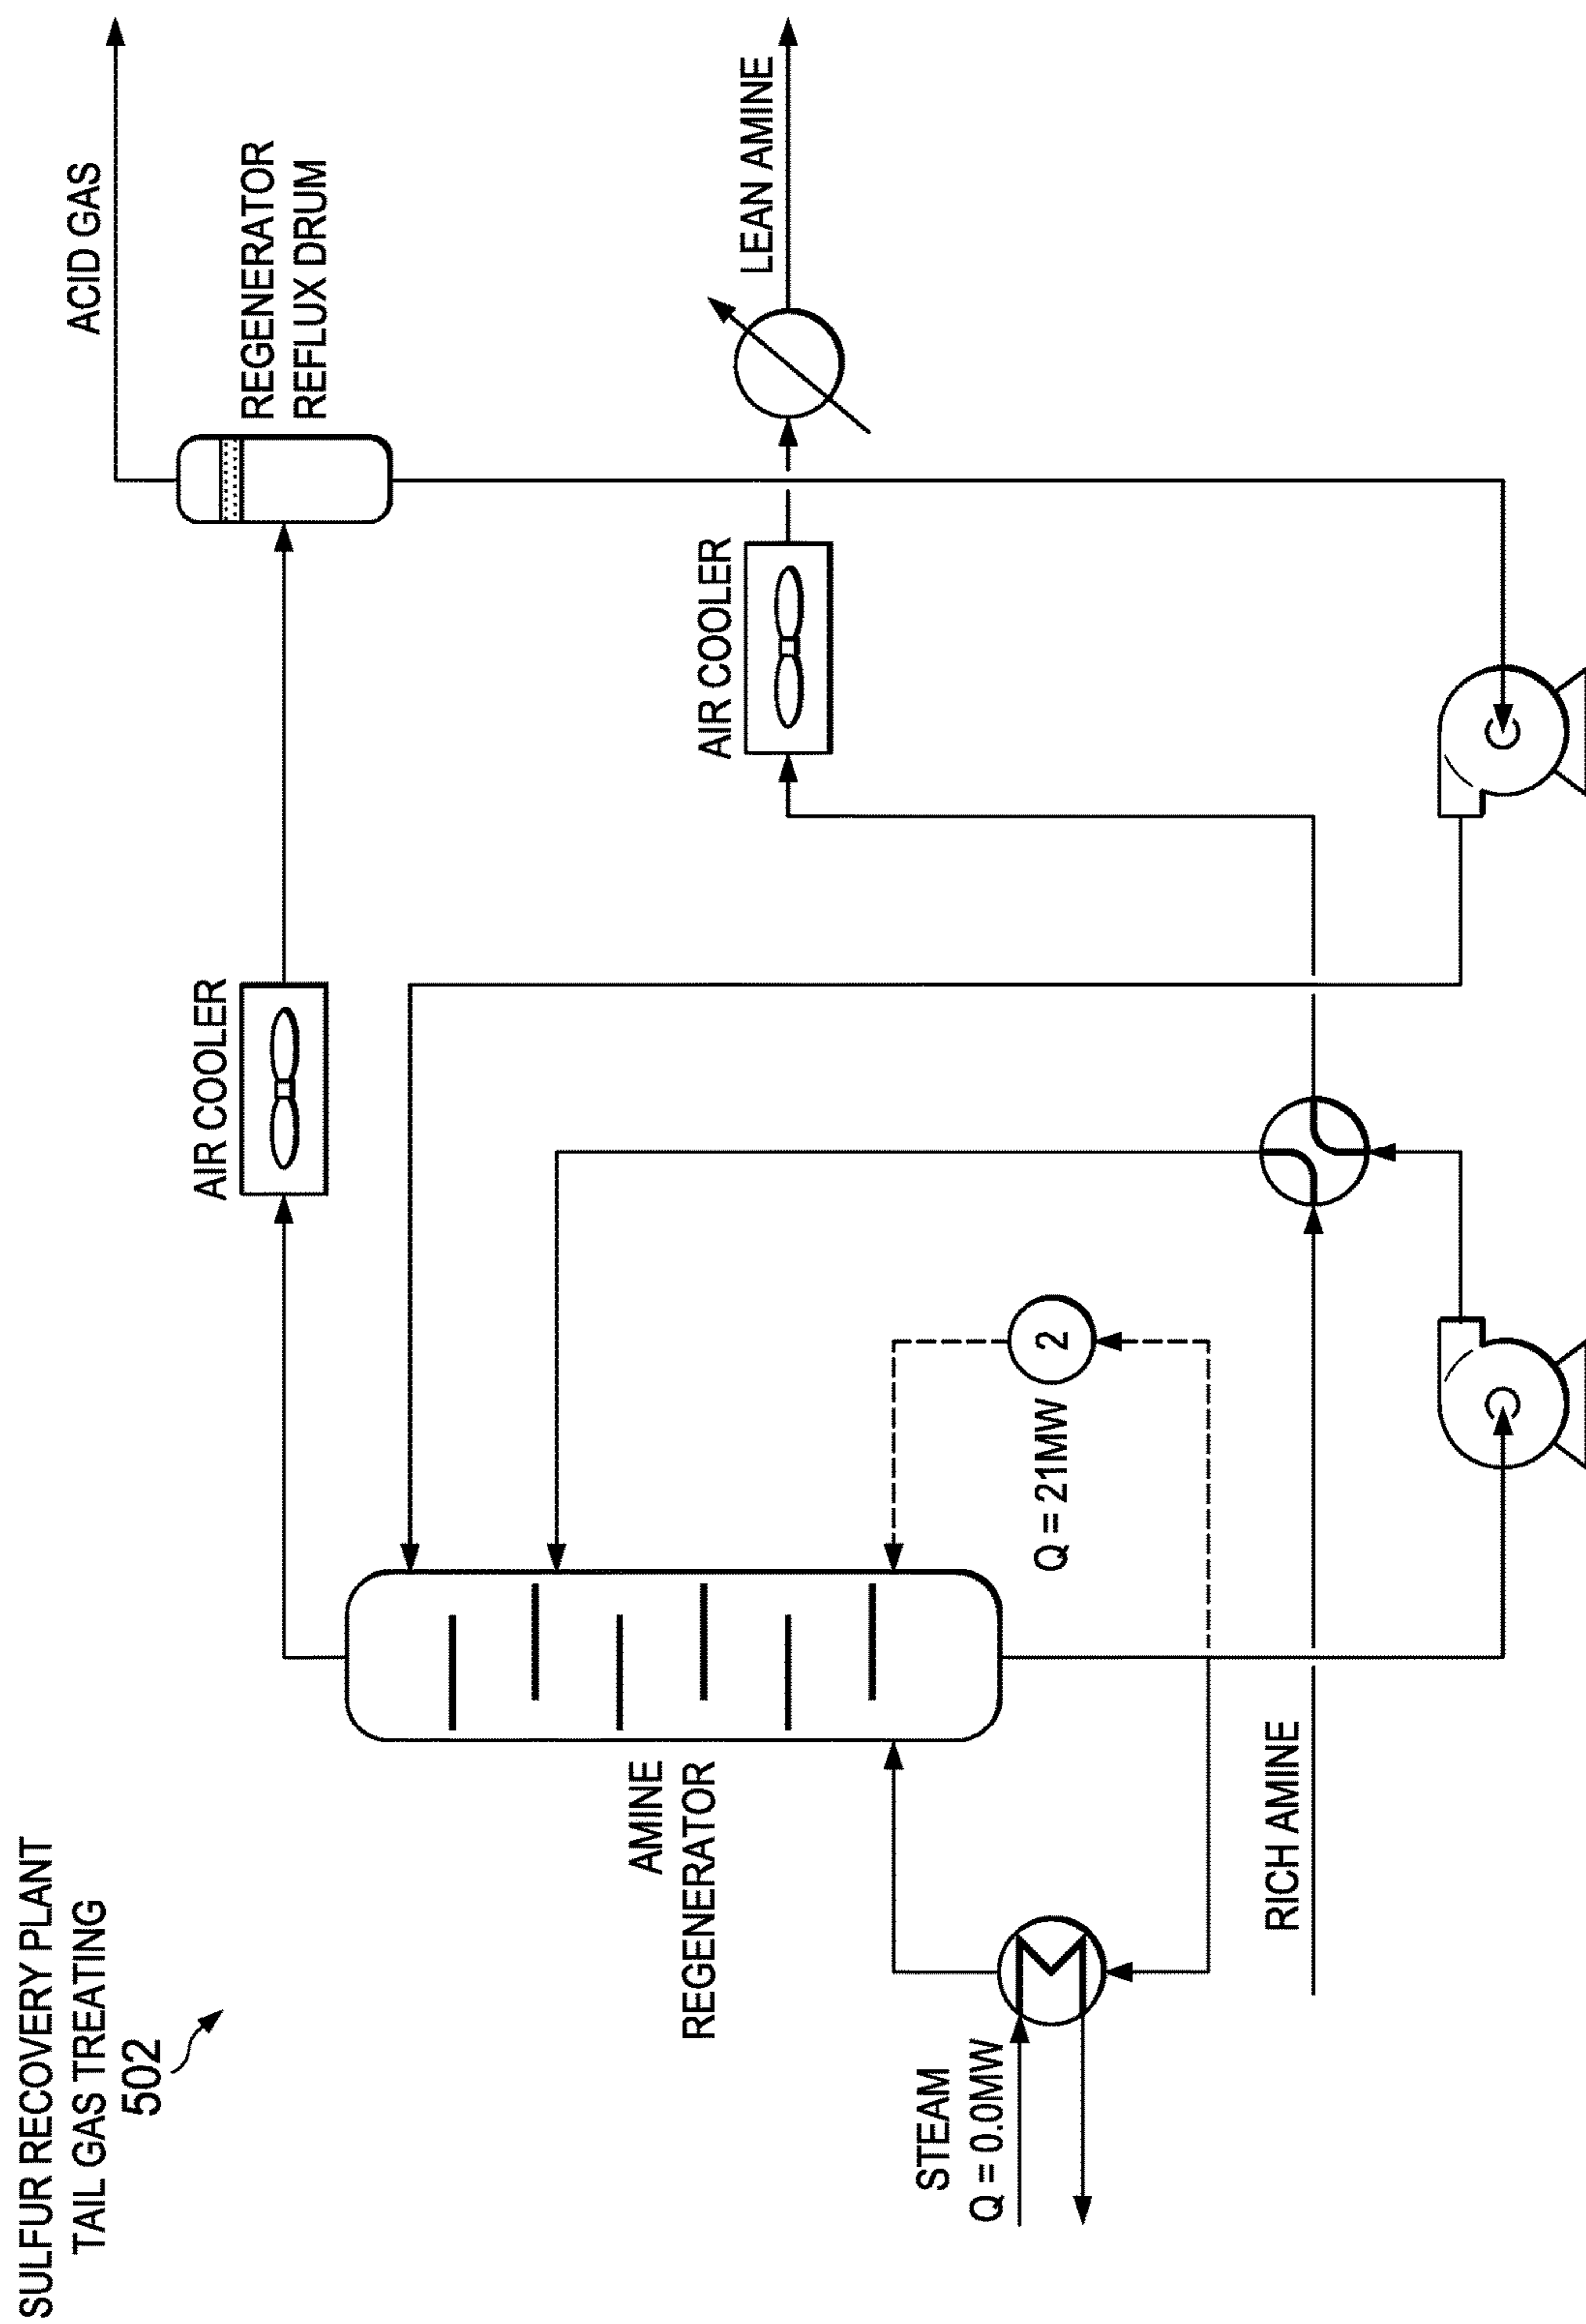 SULFUR RECOVERY PLANT
TAIL GAS TREATING
502
ACID GAS
REGENERATOR
REFLUX DRUM
AIR COOLER
AIR COOLER
LEAN AMINE
AMINE
REGENERATOR
2
Q = 21MW
STEAM
Q = 0.0MW
RICH AMINE